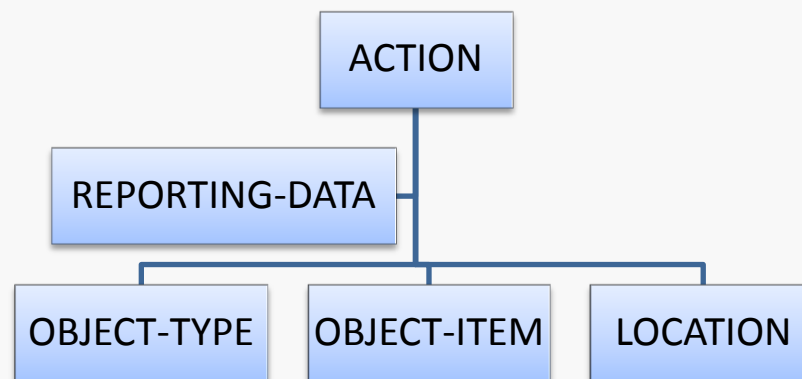 ACTION
REPORTING-DATA
OBJECT-TYPE
OBJECT-ITEM
LOCATION